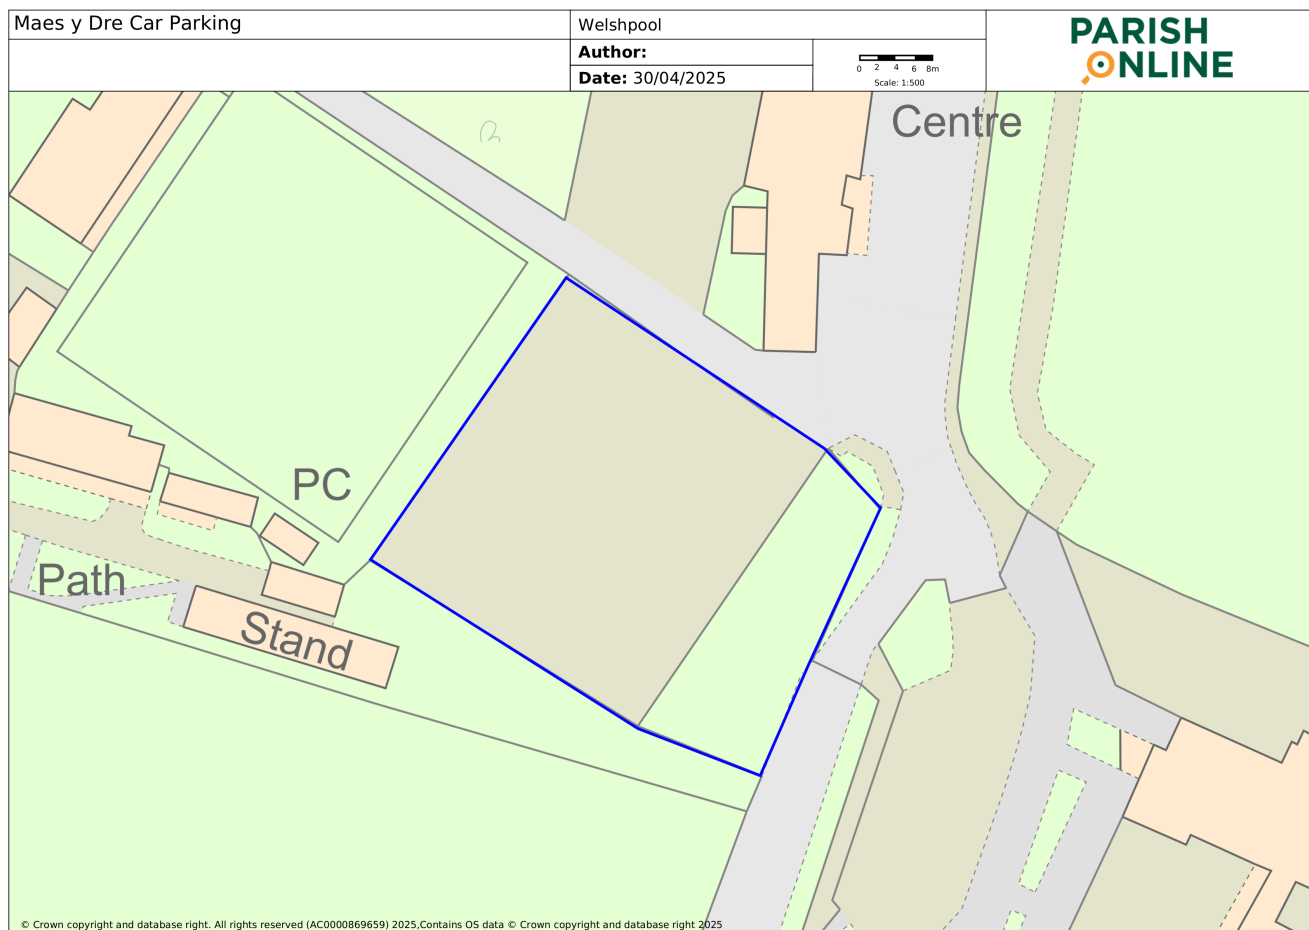 Maes y Dre Car Parking
Welshpool
Author:
Date: 30/04/2025
0 2 4 6 8m
Scale: 1:500
PARISH
ONLINE
Centre
PC
Path
Stand
© Crown copyright and database right. All rights reserved (AC0000869659) 2025,Contains OS data © Crown copyright and database right 2025